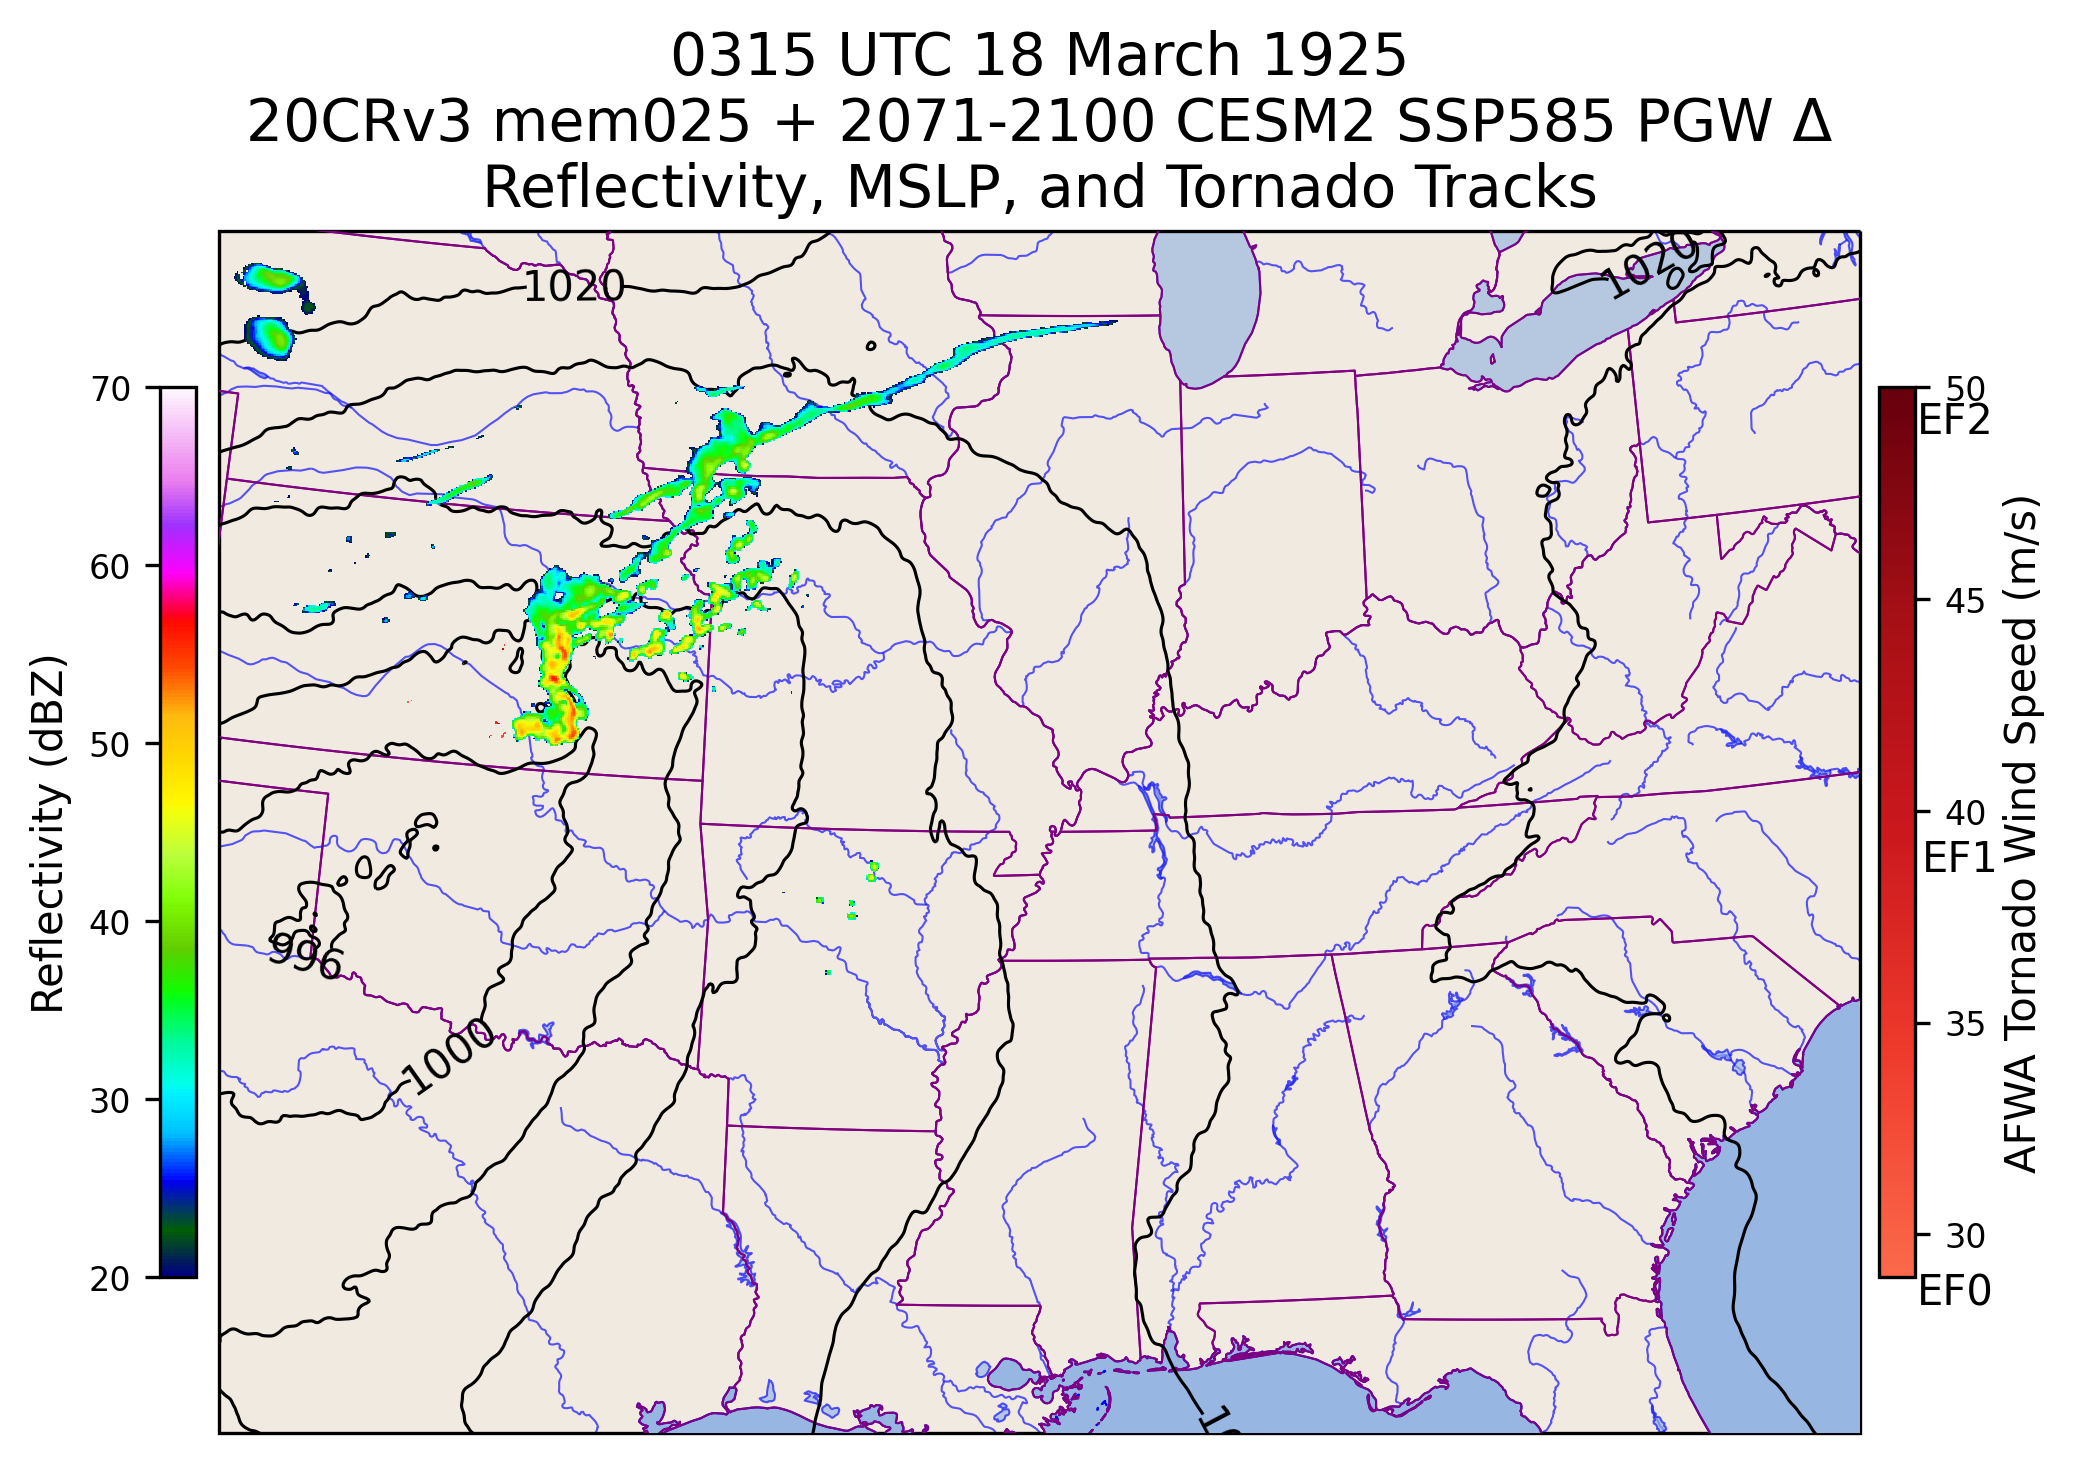 0315 UTC 18 March 1925
20CRv3 mem025 + 2071-2100 CESM2 SSP585 PGW Δ
Reflectivity, MSLP, and Tornado Tracks
1020
1020
996
1000
70
60
50
40
30
20
Reflectivity (dBZ)
50
EF2
45
40
EF1
35
30
EF0
AFWA Tornado Wind Speed (m/s)